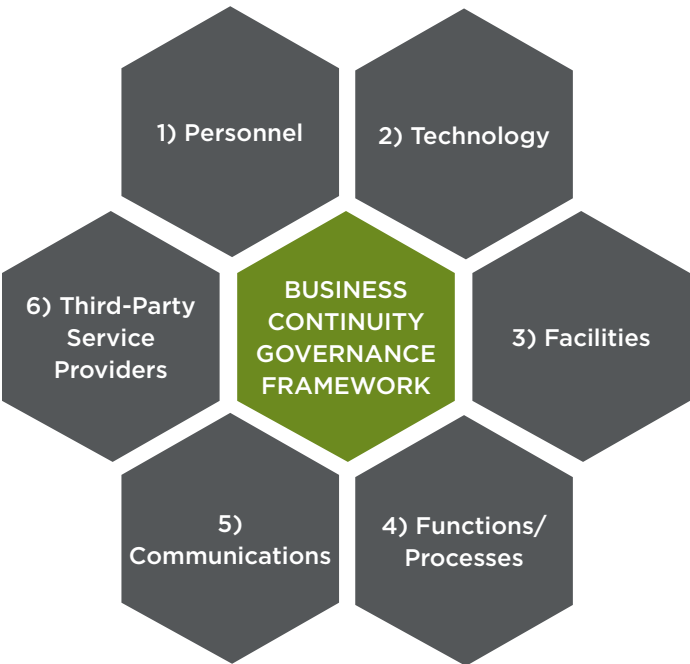 1) Personnel
2) Technology
BUSINESS
CONTINUITY
GOVERNANCE
FRAMEWORK
3) Facilities
4) Functions/
Processes
5)
Communications
6) Third-Party
Service
Providers